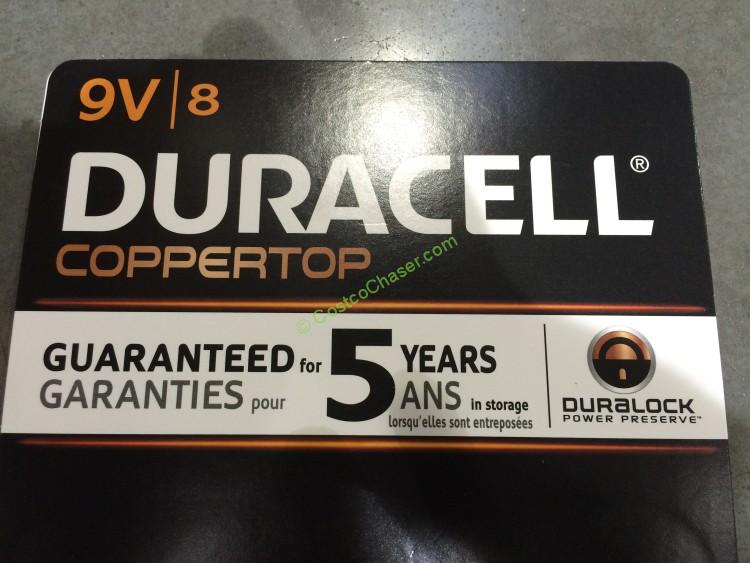 9V | 8
DURACELL®
COPPERTOP
© CostcoChaser.com
GUARANTEED for 5 YEARS
GARANTIES pour ANS in storage
lorsqu'elles sont entreposées
DURALOCK
POWER PRESERVE™